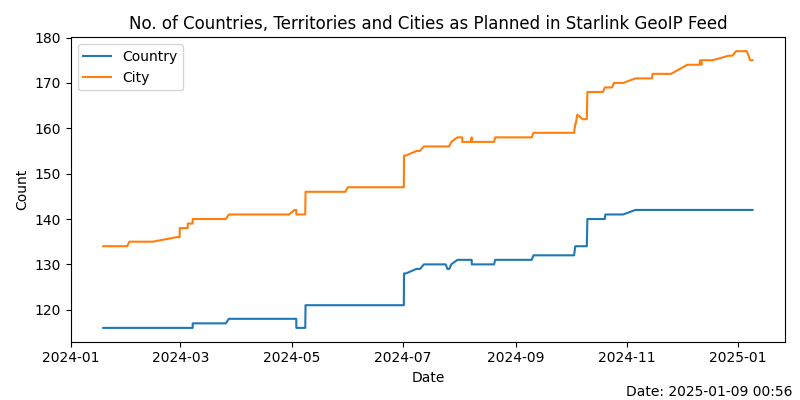 No. of Countries, Territories and Cities as Planned in Starlink GeoIP Feed
Country
City
180
170
160
150
140
130
120
Count
2024-01 2024-03 2024-05 2024-07 2024-09 2024-11 2025-01
Date
Date: 2025-01-09 00:56